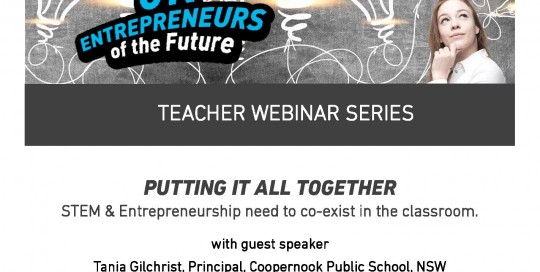 ENTREPRENEURS
of the Future
TEACHER WEBINAR SERIES
PUTTING IT ALL TOGETHER
STEM & Entrepreneurship need to co-exist in the classroom.
with guest speaker
Tania Gilchrist, Principal, Coopernook Public School, NSW